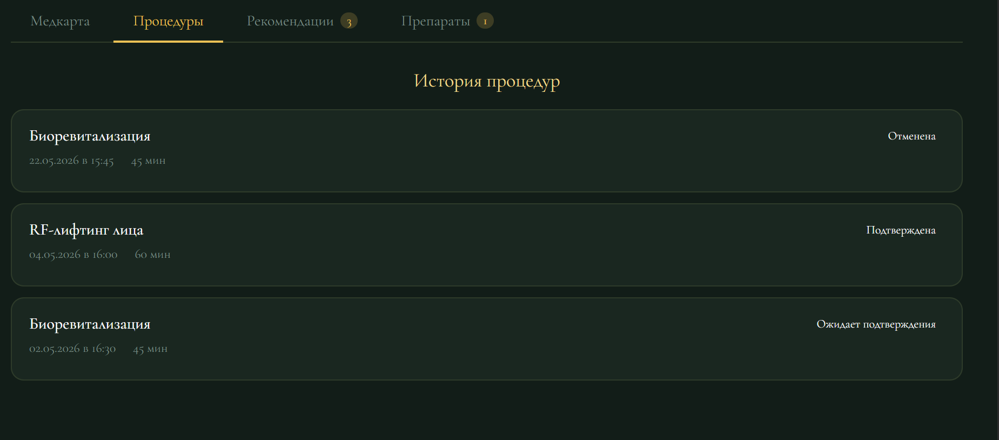 Медкарта Процедуры Рекомендации 3 Препараты 1
История процедур
Биоревитализация Отменена
22.05.2026 в 15:45 45 мин
RF-лифтинг лица Подтверждена
04.05.2026 в 16:00 60 мин
Биоревитализация Ожидает подтверждения
02.05.2026 в 16:30 45 мин